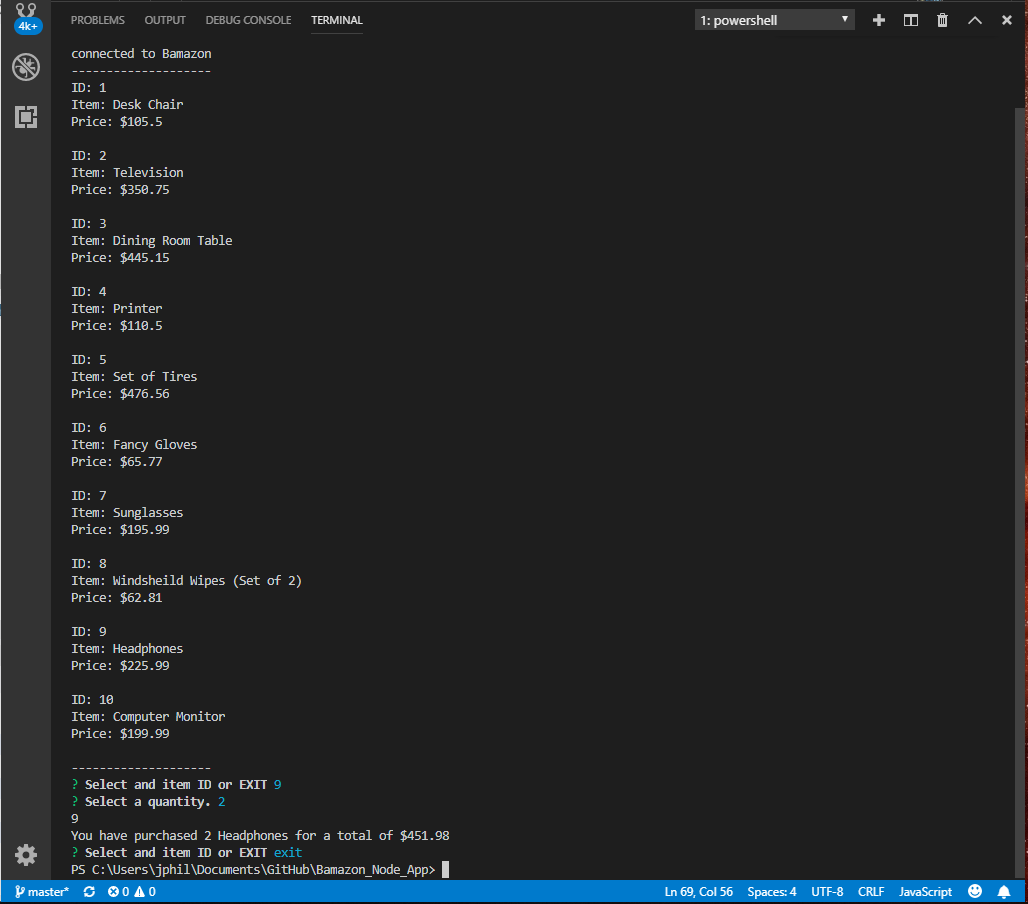 PROBLEMS OUTPUT DEBUG CONSOLE TERMINAL 1: powershell
4k+
connected to Bamazon
--------------------
ID: 1
Item: Desk Chair
Price: $105.5
ID: 2
Item: Television
Price: $350.75
ID: 3
Item: Dining Room Table
Price: $445.15
ID: 4
Item: Printer
Price: $110.5
ID: 5
Item: Set of Tires
Price: $476.56
ID: 6
Item: Fancy Gloves
Price: $65.77
ID: 7
Item: Sunglasses
Price: $195.99
ID: 8
Item: Windsheild Wipes (Set of 2)
Price: $62.81
ID: 9
Item: Headphones
Price: $225.99
ID: 10
Item: Computer Monitor
Price: $199.99
--------------------
? Select and item ID or EXIT 9
? Select a quantity. 2
9
You have purchased 2 Headphones for a total of $451.98
? Select and item ID or EXIT exit
PS C:\Users\jphil\Documents\GitHub\Bamazon_Node_App>
master* 0 0 Ln 69, Col 56 Spaces: 4 UTF-8 CRLF JavaScript